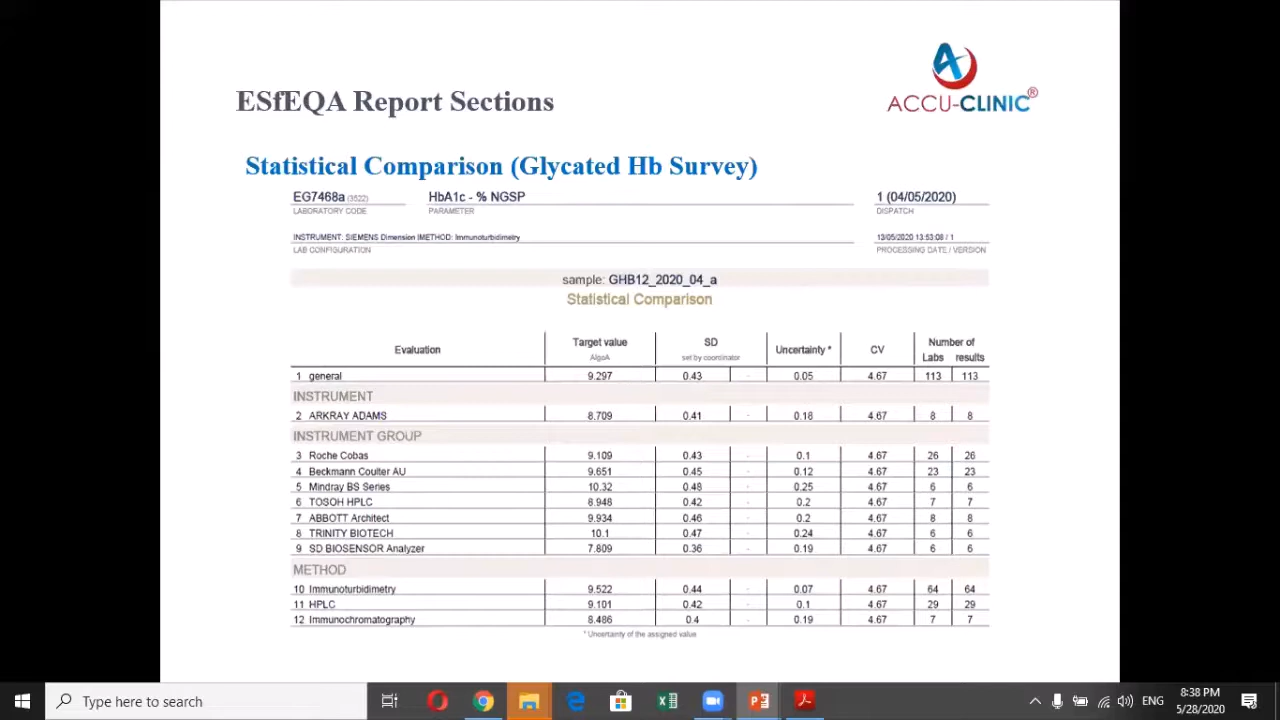 ESfEQA Report Sections
ACCU-CLINIC®
Statistical Comparison (Glycated Hb Survey)
EG7468a (3522) HbA1c - % NGSP 1 (04/05/2020)
LABORATORY CODE PARAMETER DISPATCH
INSTRUMENT: SIEMENS Dimension |METHOD: Immunoturbidimetry 13/05/2020 13:53:08 / 1
LAB CONFIGURATION PROCESSING DATE / VERSION
sample: GHB12_2020_04_a
Statistical Comparison
Evaluation Target value AlgoA SD set by coordinator Uncertainty * CV Number of Labs results
1 general 9.297 0.43 - 0.05 4.67 113 113
INSTRUMENT
2 ARKRAY ADAMS 8.709 0.41 - 0.18 4.67 8 8
INSTRUMENT GROUP
3 Roche Cobas 9.109 0.43 - 0.1 4.67 26 26
4 Beckmann Coulter AU 9.651 0.45 - 0.12 4.67 23 23
5 Mindray BS Series 10.32 0.48 - 0.25 4.67 6 6
6 TOSOH HPLC 8.948 0.42 - 0.2 4.67 7 7
7 ABBOTT Architect 9.934 0.46 - 0.2 4.67 8 8
8 TRINITY BIOTECH 10.1 0.47 - 0.24 4.67 6 6
9 SD BIOSENSOR Analyzer 7.809 0.36 - 0.19 4.67 6 6
METHOD
10 Immunoturbidimetry 9.522 0.44 - 0.07 4.67 64 64
11 HPLC 9.101 0.42 - 0.1 4.67 29 29
12 Immunochromatography 8.486 0.4 - 0.19 4.67 7 7
* Uncertainty of the assigned value
Type here to search
ENG
8:38 PM
5/28/2020